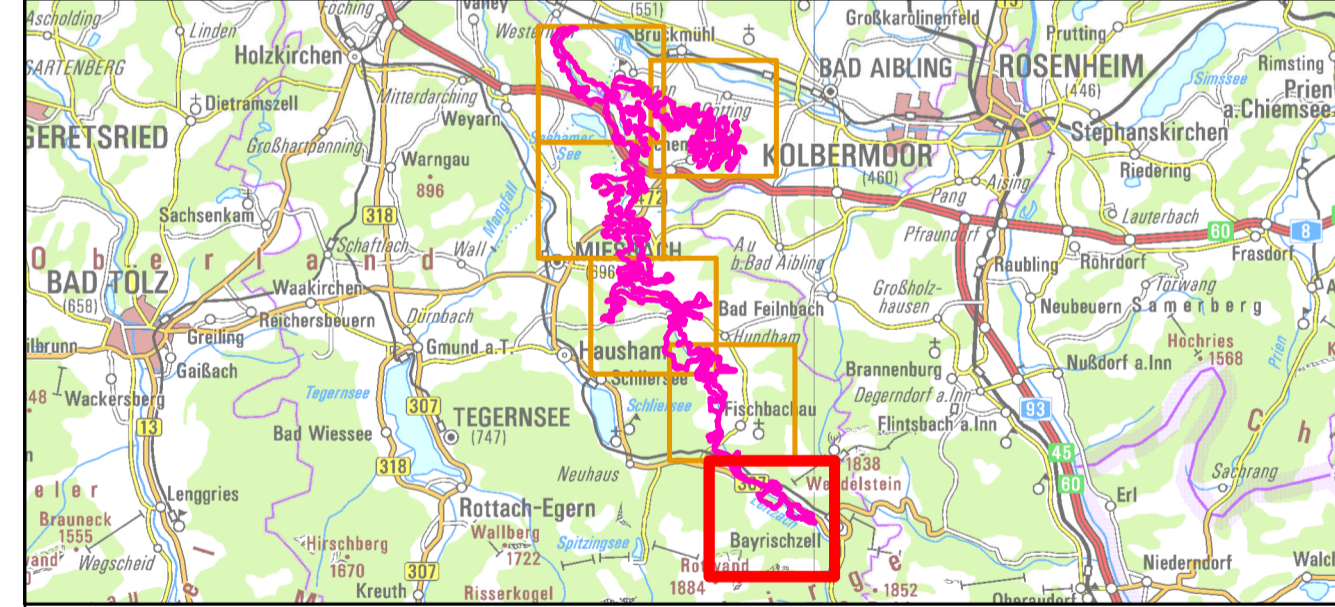 Ascholding
Föching
Valley
(551)
Linden
Holzkirchen
Bruckmühl
Großkarolinenfeld
Prutting
BAD AIBLING
ROSENHEIM
(446)
Simssee
Rimsting
Prien
a.Chiemsee
Dietramszell
Mitterdarching
Weyarn
Götting
GERETSRIED
Großhartpenning
Stephanskirchen
See
KOLBERMOOR
(460)
Riedering
Warngau
896
Mangfall
472
Pang
Aising
Sachsenkam
318
Lauterbach
Pfraundorf
60
8
Schaftlach
Wall
MIESBACH
Au
b.Bad Aibling
Frasdorf
Oberland
(696)
Raubling
Röhrdorf
BAD TÖLZ
(658)
Waakirchen
Großholz-
hausen
Törwang
Neubeuern
Samerberg
Reichersbeuern
Dürnbach
Bad Feilnbach
Greiling
Gmund a.T.
Hundham
Hochries
1568
Prien
Gaißach
Hausham
Brannenburg
Nußdorf a.Inn
Schliersee
Wackersberg
Tegernsee
307
Schliersee
Fischbachau
Degerndorf a.Inn
93
13
TEGERNSEE
(747)
Flintsbach a.Inn
Bad Wiessee
45
318
Neuhaus
307
1838
Wendelstein
60
Sachrang
Lenggries
Erl
Rottach-Egern
Leitzach
Brauneck
1555
Hirschberg
1670
Wallberg
1722
Spitzingsee
Bayrischzell
Wegscheid
Rotwand
1884
Niederndorf
307
Kreuth
Risserkogel
1852
Oberaudorf